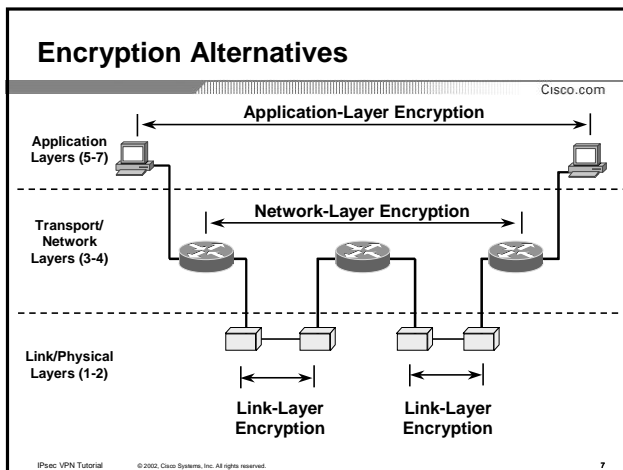 Encryption Alternatives
Cisco.com
Application-Layer Encryption
Application
Layers (5-7)
Network-Layer Encryption
Transport/
Network
Layers (3-4)
Link/Physical
Layers (1-2)
Link-Layer
Encryption
Link-Layer
Encryption
IPsec VPN Tutorial
© 2002, Cisco Systems, Inc. All rights reserved.
7